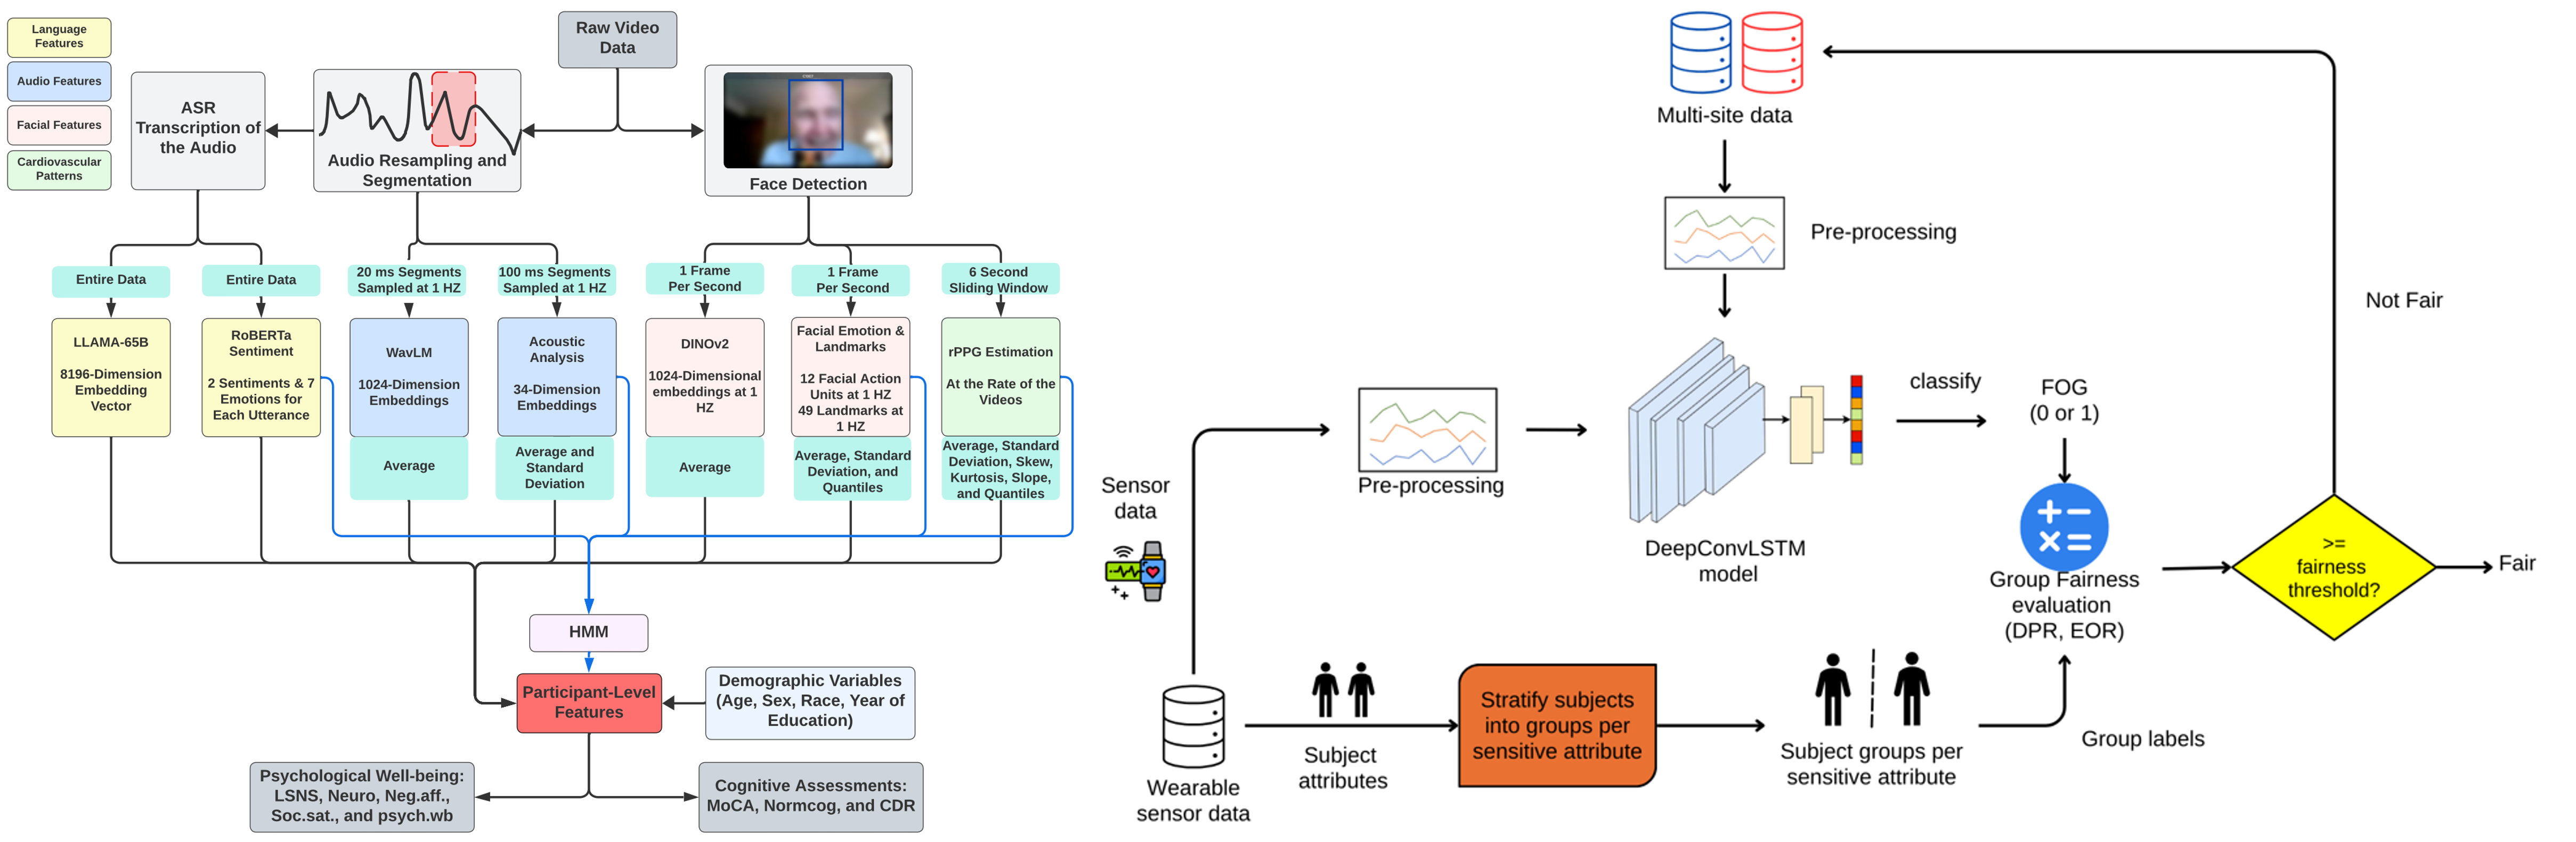 Language
Features
Audio Features
Facial Features
Cardiovascular
Patterns
Raw Video
Data
ASR
Transcription of
the Audio
Audio Resampling and
Segmentation
Face Detection
Entire Data
Entire Data
20 ms Segments
Sampled at 1 HZ
100 ms Segments
Sampled at 1 HZ
1 Frame
Per Second
1 Frame
Per Second
6 Second
Sliding Window
LLAMA-65B
8196-Dimension
Embedding
Vector
RoBERTa
Sentiment
2 Sentiments & 7
Emotions for
Each Utterance
WavLM
1024-Dimension
Embeddings
Acoustic
Analysis
34-Dimension
Embeddings
DINOv2
1024-Dimensional
embeddings at 1
HZ
Facial Emotion &
Landmarks
12 Facial Action
Units at 1 HZ
49 Landmarks at
1 HZ
rPPG Estimation
At the Rate of the
Videos
Average
Average and
Standard
Deviation
Average
Average, Standard
Deviation, and
Quantiles
Average, Standard
Deviation, Skew,
Kurtosis, Slope,
and Quantiles
HMM
Participant-Level
Features
Demographic Variables
(Age, Sex, Race, Year of
Education)
Psychological Well-being:
LSNS, Neuro, Neg.aff.,
Soc.sat., and psych.wb
Cognitive Assessments:
MoCA, Normcog, and CDR
Multi-site data
Pre-processing
Not Fair
Sensor
data
Pre-processing
DeepConvLSTM
model
classify
FOG
(0 or 1)
Group Fairness
evaluation
(DPR, EOR)
>=
fairness
threshold?
Fair
Wearable
sensor data
Subject
attributes
Stratify subjects
into groups per
sensitive attribute
Subject groups per
sensitive attribute
Group labels